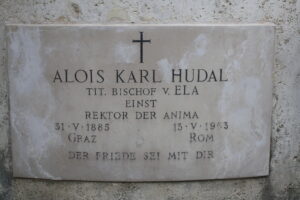 ALOIS KARL HUDAL
TIT. BISCHOF V. ELA
EINST
REKTOR DER ANIMA
31·V·1885 13·V·1963
GRAZ ROM
DER FRIEDE SEI MIT DIR